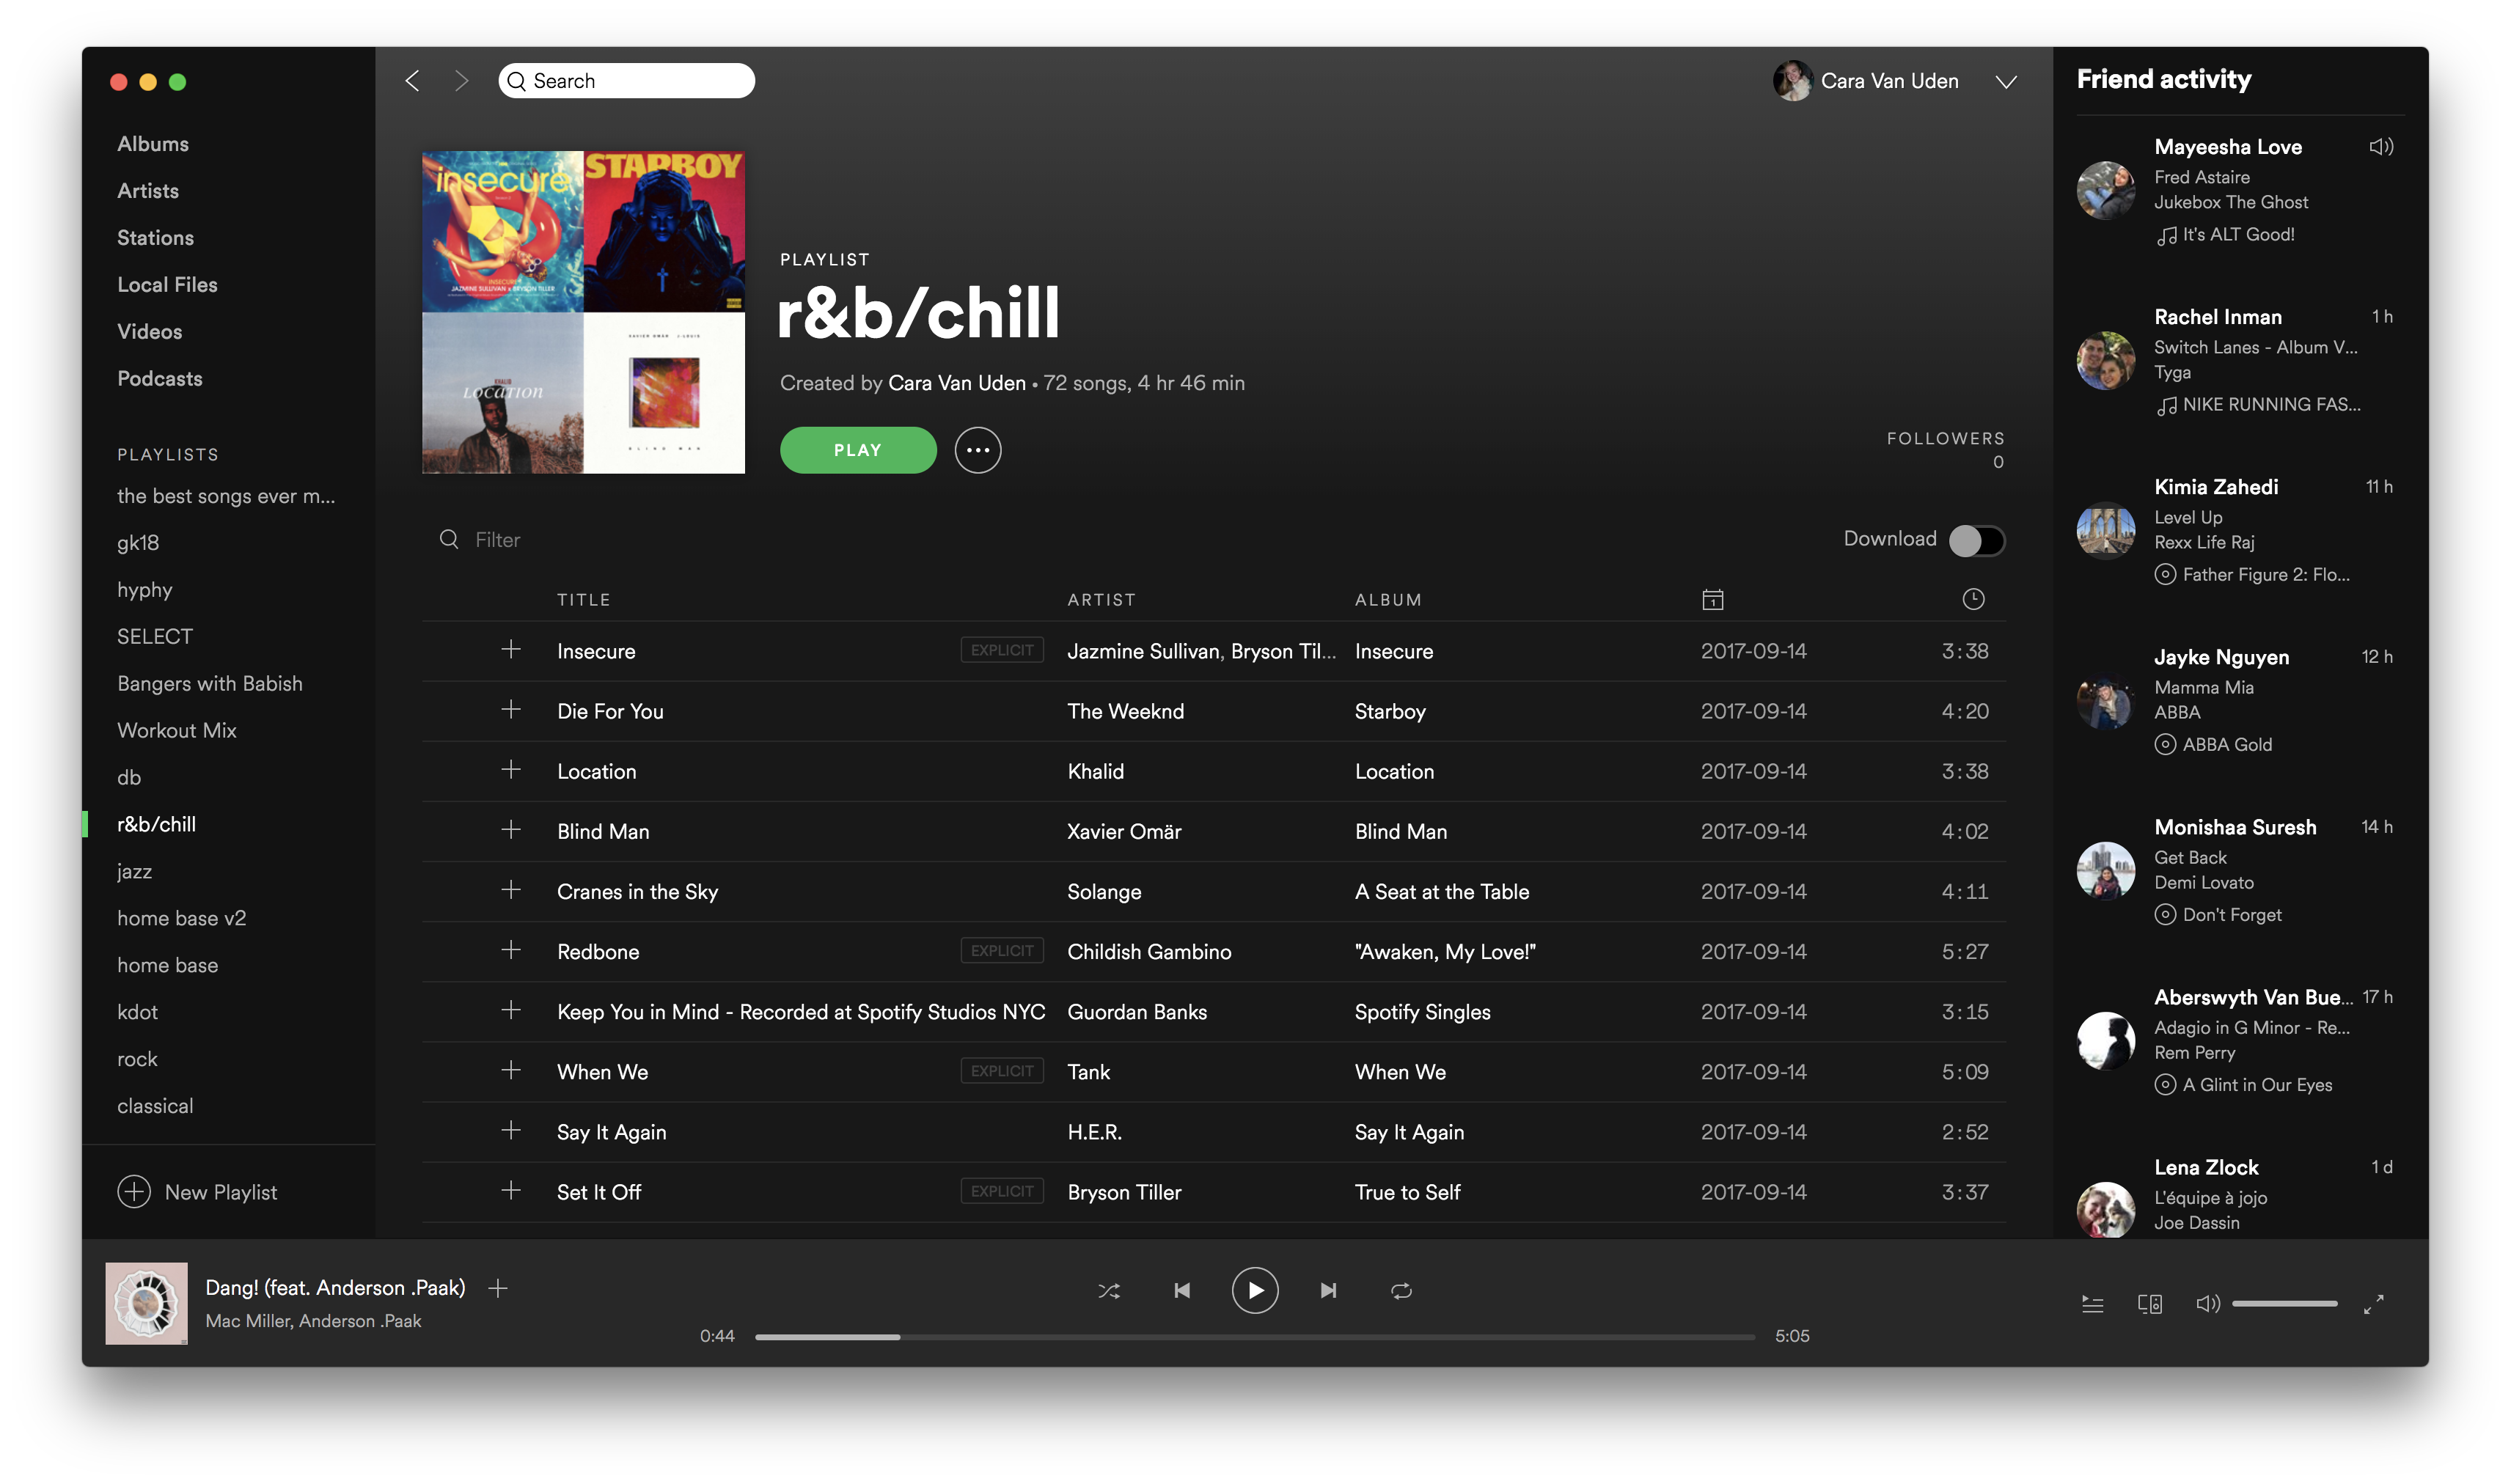 Search
Cara Van Uden
Albums
Artists
Stations
Local Files
Videos
Podcasts
PLAYLISTS
the best songs ever m...
gk18
hyphy
SELECT
Bangers with Babish
Workout Mix
db
r&b/chill
jazz
home base v2
home base
kdot
rock
classical
New Playlist
insecure
INSECURE
JAZMINE SULLIVAN x BRYSON TILLER
STARBOY
KHALID
LOCATION
XAVIER OMÄR J-LOUIS
BLIND MAN
PLAYLIST
r&b/chill
Created by Cara Van Uden • 72 songs, 4 hr 46 min
PLAY
FOLLOWERS
0
Filter
Download
TITLE ARTIST ALBUM 1
Insecure EXPLICIT Jazmine Sullivan, Bryson Til... Insecure 2017-09-14 3:38
Die For You The Weeknd Starboy 2017-09-14 4:20
Location Khalid Location 2017-09-14 3:38
Blind Man Xavier Omär Blind Man 2017-09-14 4:02
Cranes in the Sky Solange A Seat at the Table 2017-09-14 4:11
Redbone EXPLICIT Childish Gambino "Awaken, My Love!" 2017-09-14 5:27
Keep You in Mind - Recorded at Spotify Studios NYC Guordan Banks Spotify Singles 2017-09-14 3:15
When We EXPLICIT Tank When We 2017-09-14 5:09
Say It Again H.E.R. Say It Again 2017-09-14 2:52
Set It Off EXPLICIT Bryson Tiller True to Self 2017-09-14 3:37
Friend activity
Mayeesha Love
Fred Astaire
Jukebox The Ghost
It's ALT Good!
Rachel Inman 1 h
Switch Lanes - Album V...
Tyga
NIKE RUNNING FAS...
Kimia Zahedi 11 h
Level Up
Rexx Life Raj
Father Figure 2: Flo...
Jayke Nguyen 12 h
Mamma Mia
ABBA
ABBA Gold
Monishaa Suresh 14 h
Get Back
Demi Lovato
Don't Forget
Aberswyth Van Bue... 17 h
Adagio in G Minor - Re...
Rem Perry
A Glint in Our Eyes
Lena Zlock 1 d
L'équipe à jojo
Joe Dassin
Dang! (feat. Anderson .Paak)
Mac Miller, Anderson .Paak
0:44
5:05